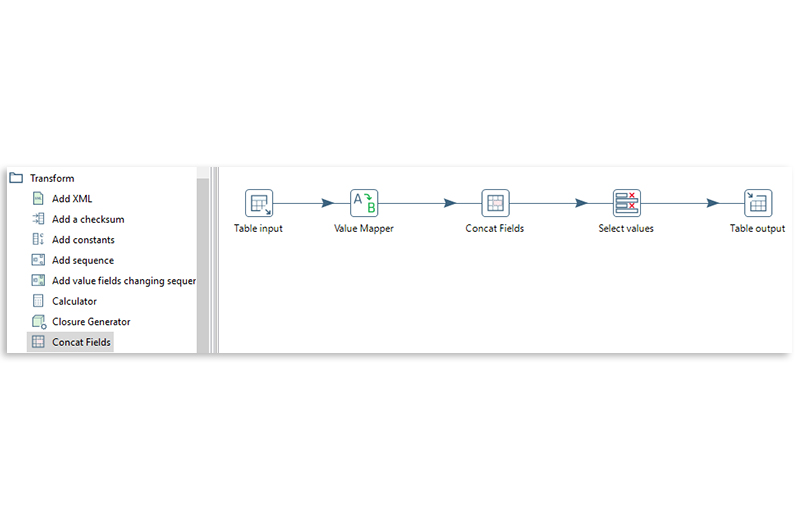 Transform
Add XML
Add a checksum
Add constants
Add sequence
Add value fields changing sequer
Calculator
Closure Generator
Concat Fields
Table input
A
B
Value Mapper
Concat Fields
Select values
Table output